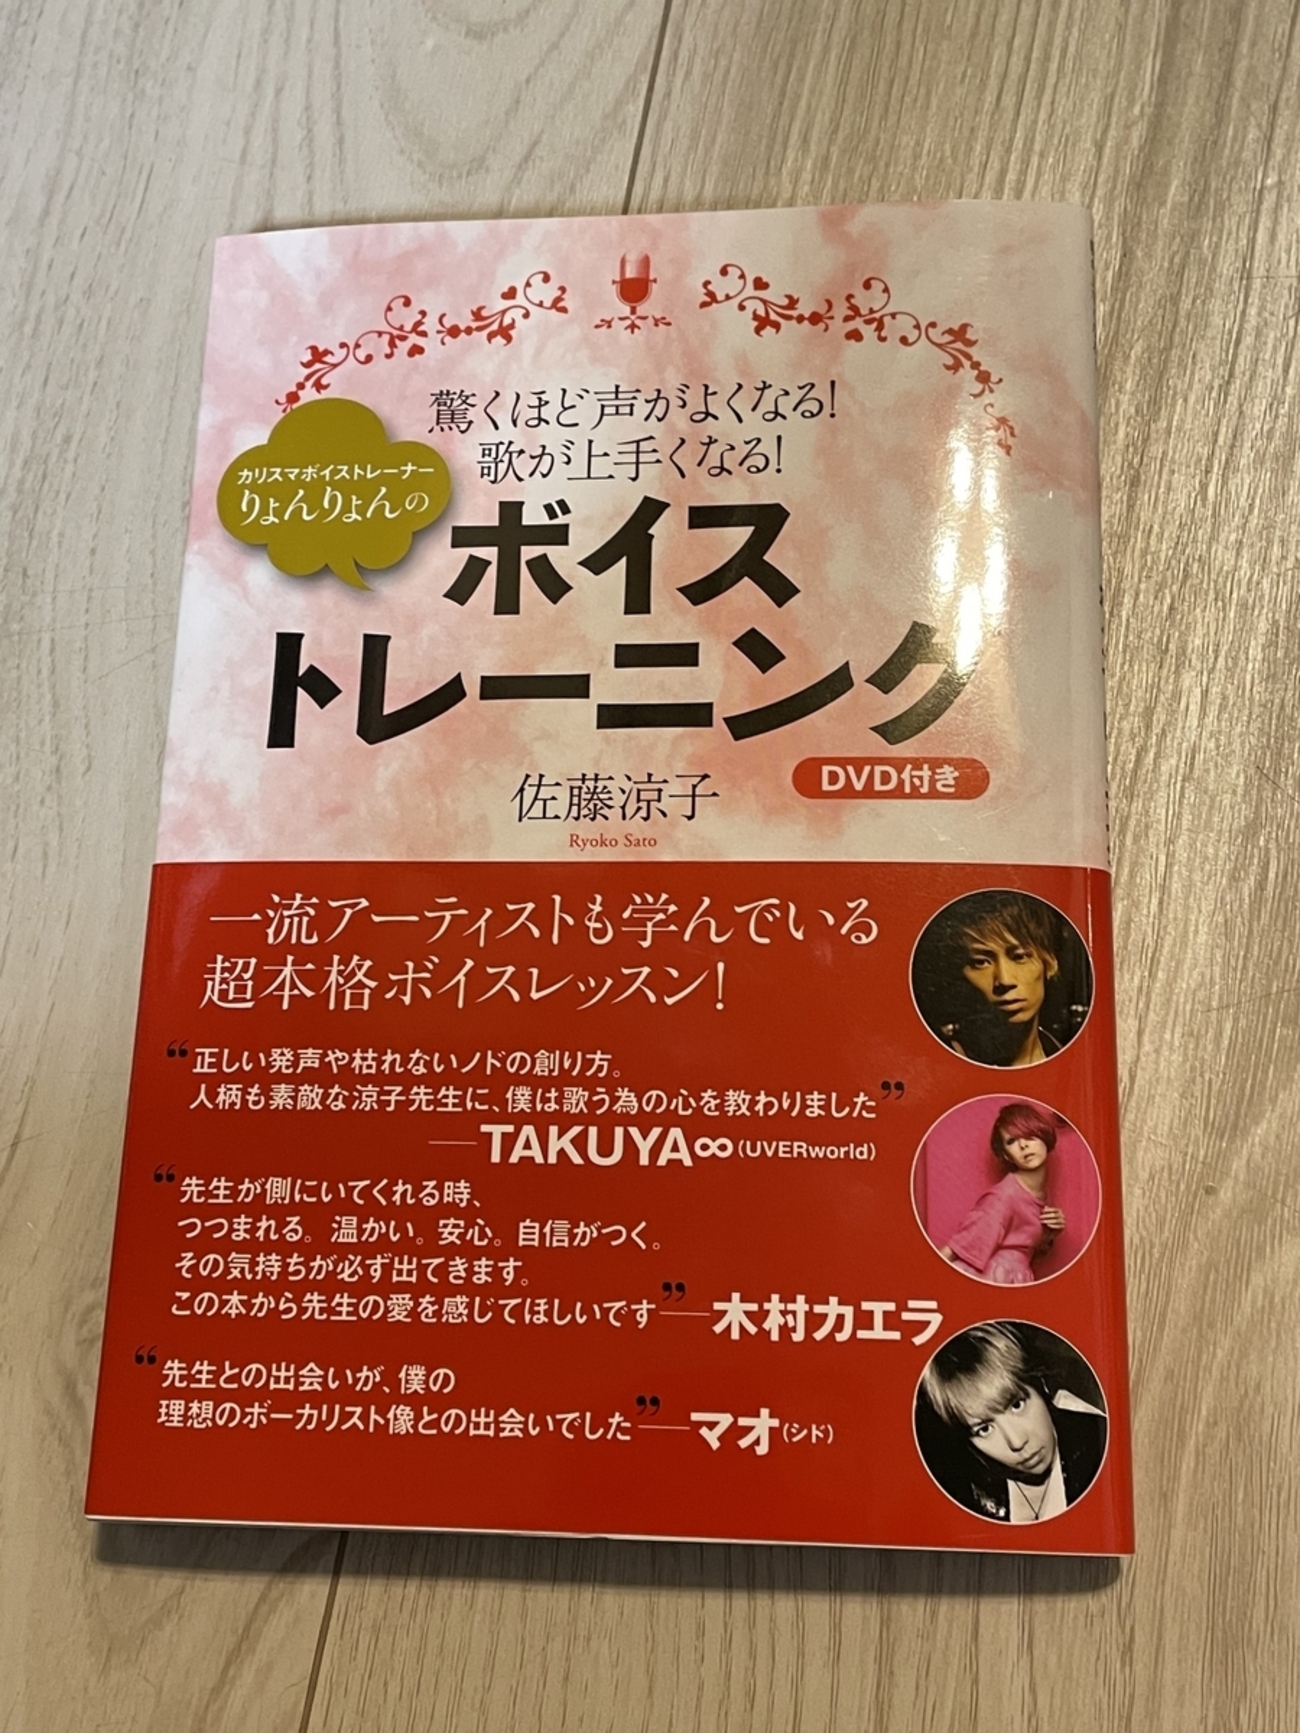 驚くほど声がよくなる!
歌が上手くなる!
カリスマボイストレーナー
りょんりょんの
ボイス
トレーニング
DVD付き
佐藤涼子
Ryoko Sato
一流アーティストも学んでいる
超本格ボイスレッスン!
“正しい発声や枯れないノドの創り方。
人柄も素敵な涼子先生に、僕は歌う為の心を教わりました”
—TAKUYA∞(UVERworld)
“先生が側にいてくれる時、
つつまれる。温かい。安心。自信がつく。
その気持ちが必ず出てきます。
この本から先生の愛を感じてほしいです”—木村カエラ
“先生との出会いが、僕の
理想のボーカリスト像との出会いでした”—マオ(シド)